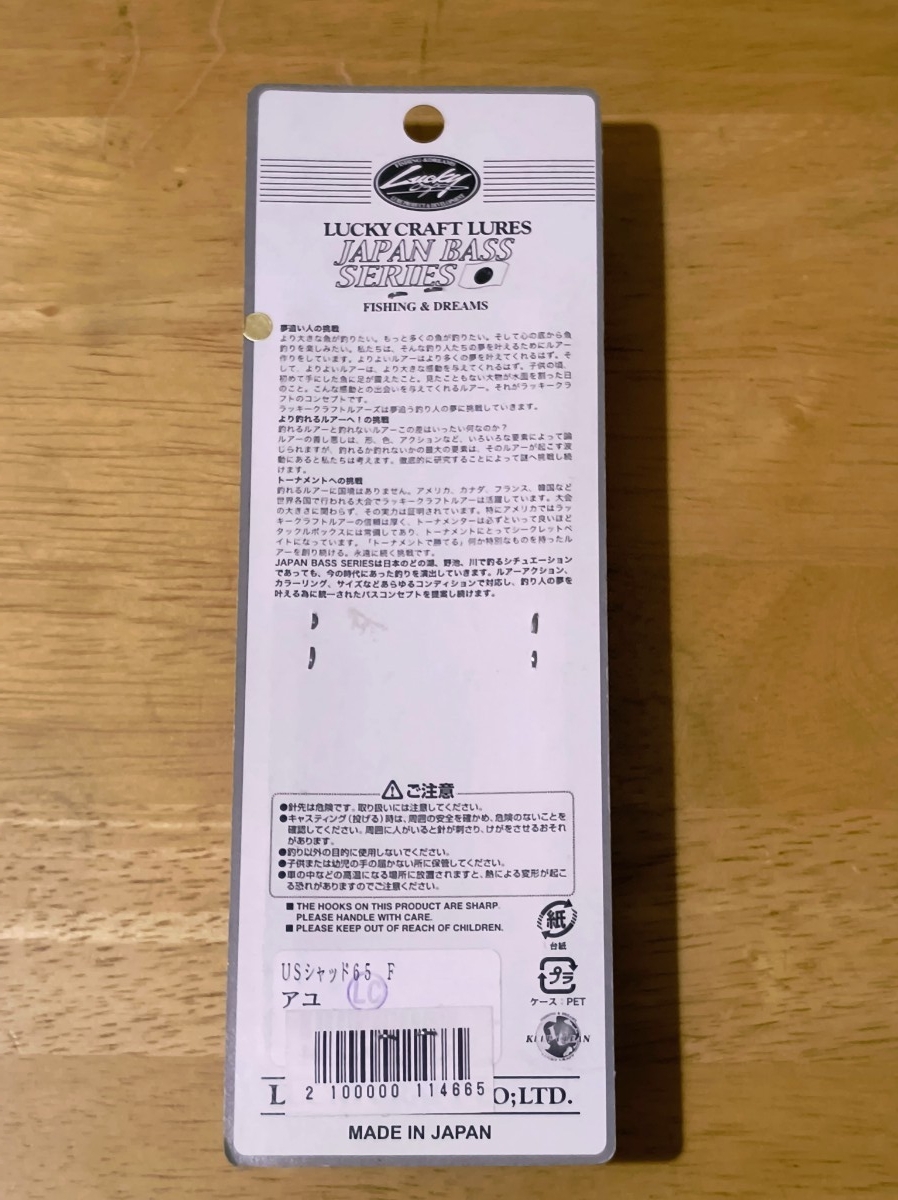 FISHING & DREAMS
Lucky
Craft
LUCKY CRAFT LURES
JAPAN BASS
SERIES
FISHING & DREAMS
夢追い人の挑戦
より大きな魚が釣りたい。もっと多くの魚が釣りたい。そして心の底から魚
釣りを楽しみたい。私たちは、そんな釣り人たちの夢を叶えるためにルアー
作りをしています。よりよいルアーはより多くの夢を叶えてくれるはず。そ
して、よりよいルアーは、より大きな感動を与えてくれるはず。子供の頃、
初めて手にした魚に足が震えたこと。見たこともない大物が水面を割った日
のこと。こんな感動との出会いを与えてくれるルアー。それがラッキークラ
フトのコンセプトです。
ラッキークラフトルアーズは夢追う釣り人の夢に挑戦していきます。
より釣れるルアーへ！の挑戦
釣れるルアーと釣れないルアーこの差はいったい何なのか？
ルアーの善し悪しは、形、色、アクションなど、いろいろな要素によって論
じられますが、釣れるか釣れないかの最大の要素は、そのルアーが起こす波
動にあると私たちは考えます。徹底的に研究することによって謎へ挑戦し続
けます。
トーナメントへの挑戦
釣れるルアーに国境はありません。アメリカ、カナダ、フランス、韓国など
世界各国で行われる大会でラッキークラフトルアーは活躍しています。大会
の大きさに関わらず、その実力は証明されています。特にアメリカではラッ
キークラフトルアーの信頼は厚く、トーナメンターは必ずといって良いほど
タックルボックスには常備してあり、トーナメントにとってシークレットベ
イトになっています。「トーナメントで勝てる」何か特別なものを持ったル
アーを創り続ける。永遠に続く挑戦です。
JAPAN BASS SERIESは日本のどの湖、野池、川で釣るシチュエーション
であっても、今の時代にあった釣りを演出していきます。ルアーアクション、
カラーリング、サイズなどあらゆるコンディションで対応し、釣り人の夢を
叶える為に統一されたバスコンセプトを提案し続けます。
ご注意
●針先は危険です。取り扱いには注意してください。
●キャスティング（投げる）時は、周囲の安全を確かめ、危険のないことを
確認してください。周囲に人がいると針が刺さり、けがをさせるおそれ
があります。
●釣り以外の目的に使用しないでください。
●子供または幼児の手の届かない所に保管してください。
●車の中などの高温になる場所に放置されますと、熱による変形が起こ
る恐れがありますのでご注意ください。
■ THE HOOKS ON THIS PRODUCT ARE SHARP.
PLEASE HANDLE WITH CARE.
■ PLEASE KEEP OUT OF REACH OF CHILDREN.
紙
台紙
プラ
ケース：PET
USシャッド65 F
アユ
LC
2 100000 114665
L
O;LTD.
MADE IN JAPAN